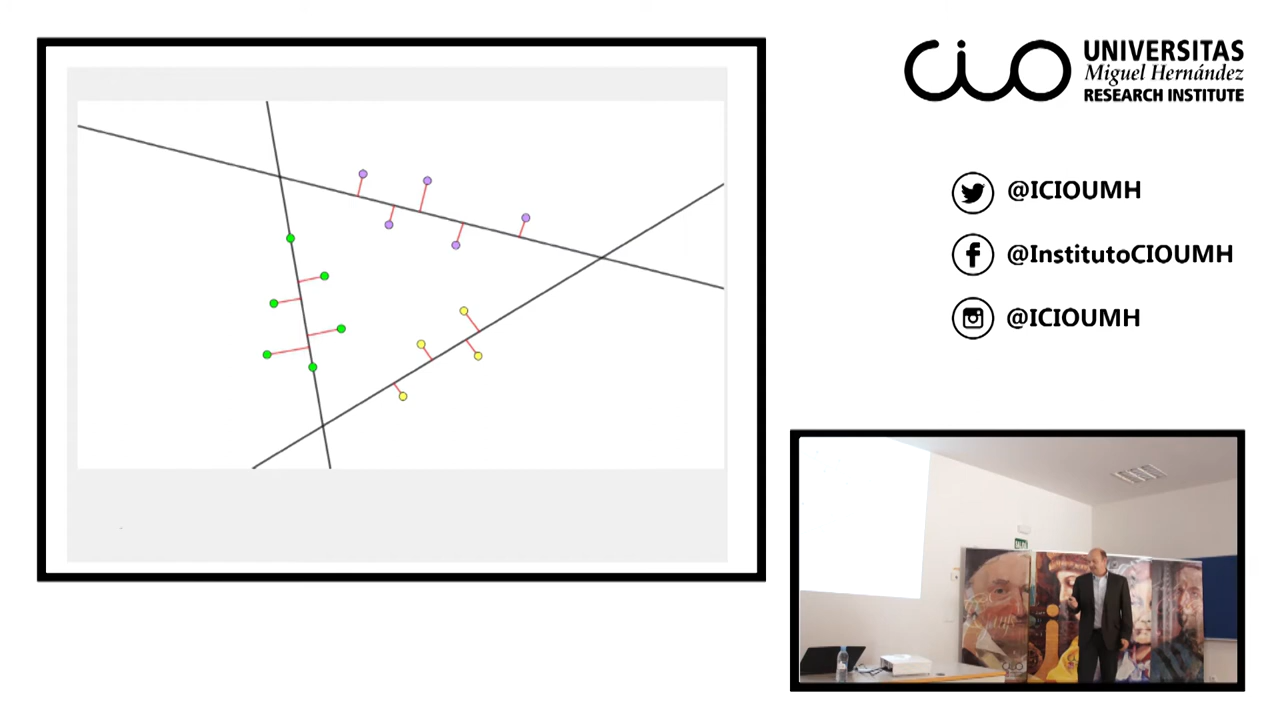 cio
UNIVERSITAS
Miguel Hernández
RESEARCH INSTITUTE
@ICIOUMH
@InstitutoCIOUMH
@ICIOUMH